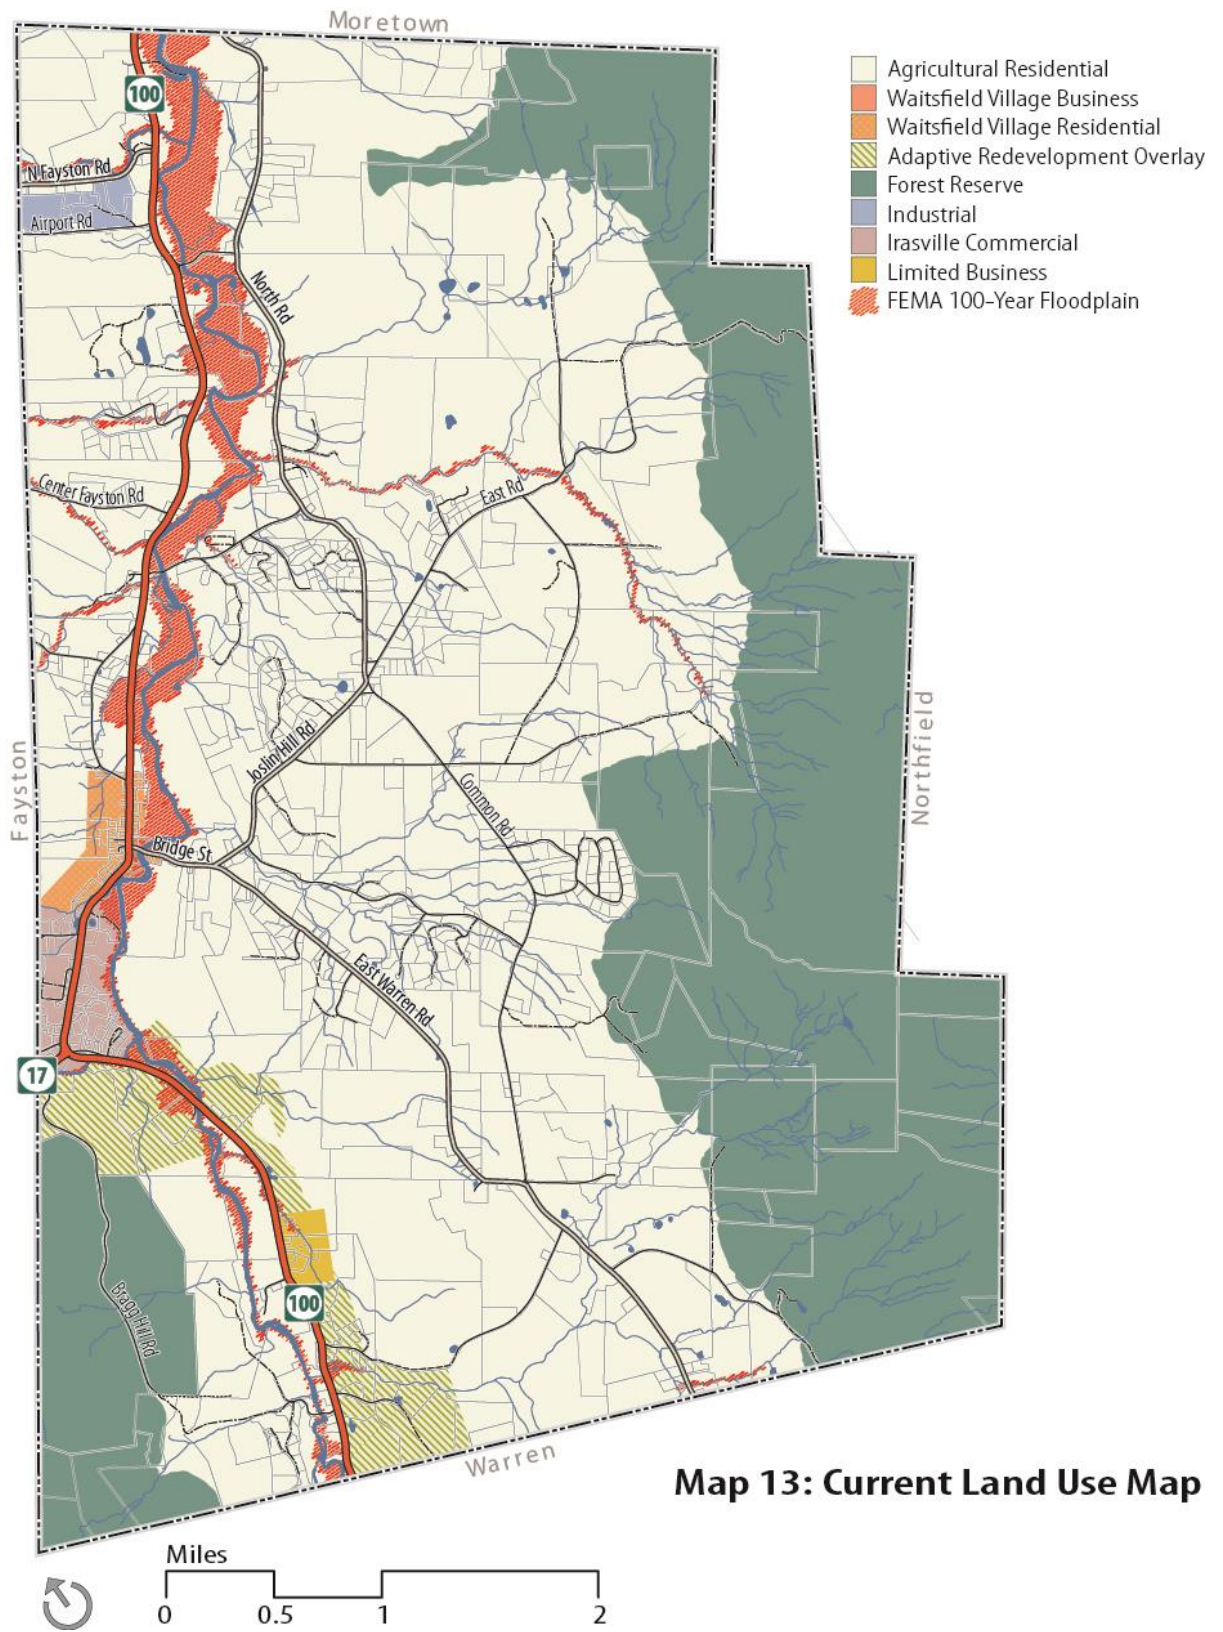 Moretown
100
Agricultural Residential
Waitsfield Village Business
Waitsfield Village Residential
Adaptive Redevelopment Overlay
Forest Reserve
Industrial
Irasville Commercial
Limited Business
FEMA 100-Year Floodplain
N Fayston Rd
Airport Rd
North Rd
Center Fayston Rd
East Rd
Fayston
Northfield
Joslin Hill Rd
Common Rd
Bridge St
East Warren Rd
17
100
Bragg Hill Rd
Warren
Map 13: Current Land Use Map
Miles
0 0.5 1 2